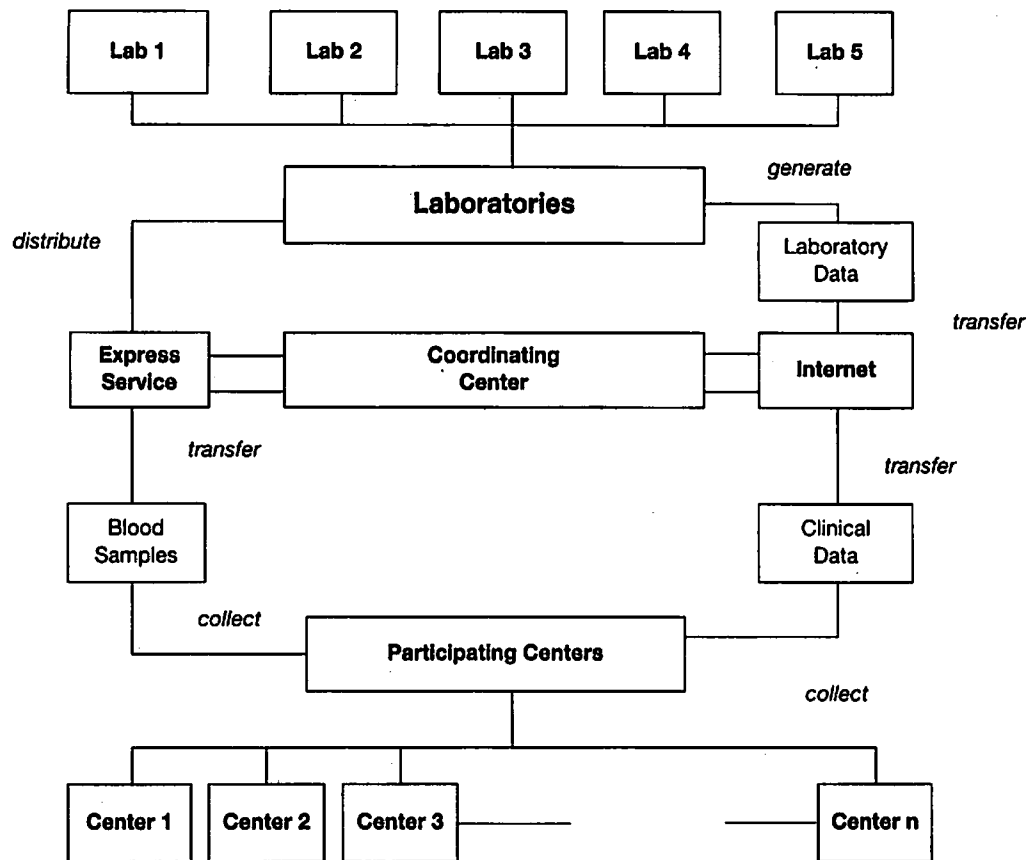 Lab 1
Lab 2
Lab 3
Lab 4
Lab 5
generate
Laboratories
distribute
Laboratory
Data
transfer
Express
Service
Coordinating
Center
Internet
transfer
transfer
Blood
Samples
Clinical
Data
collect
Participating Centers
collect
Center 1
Center 2
Center 3
Center n